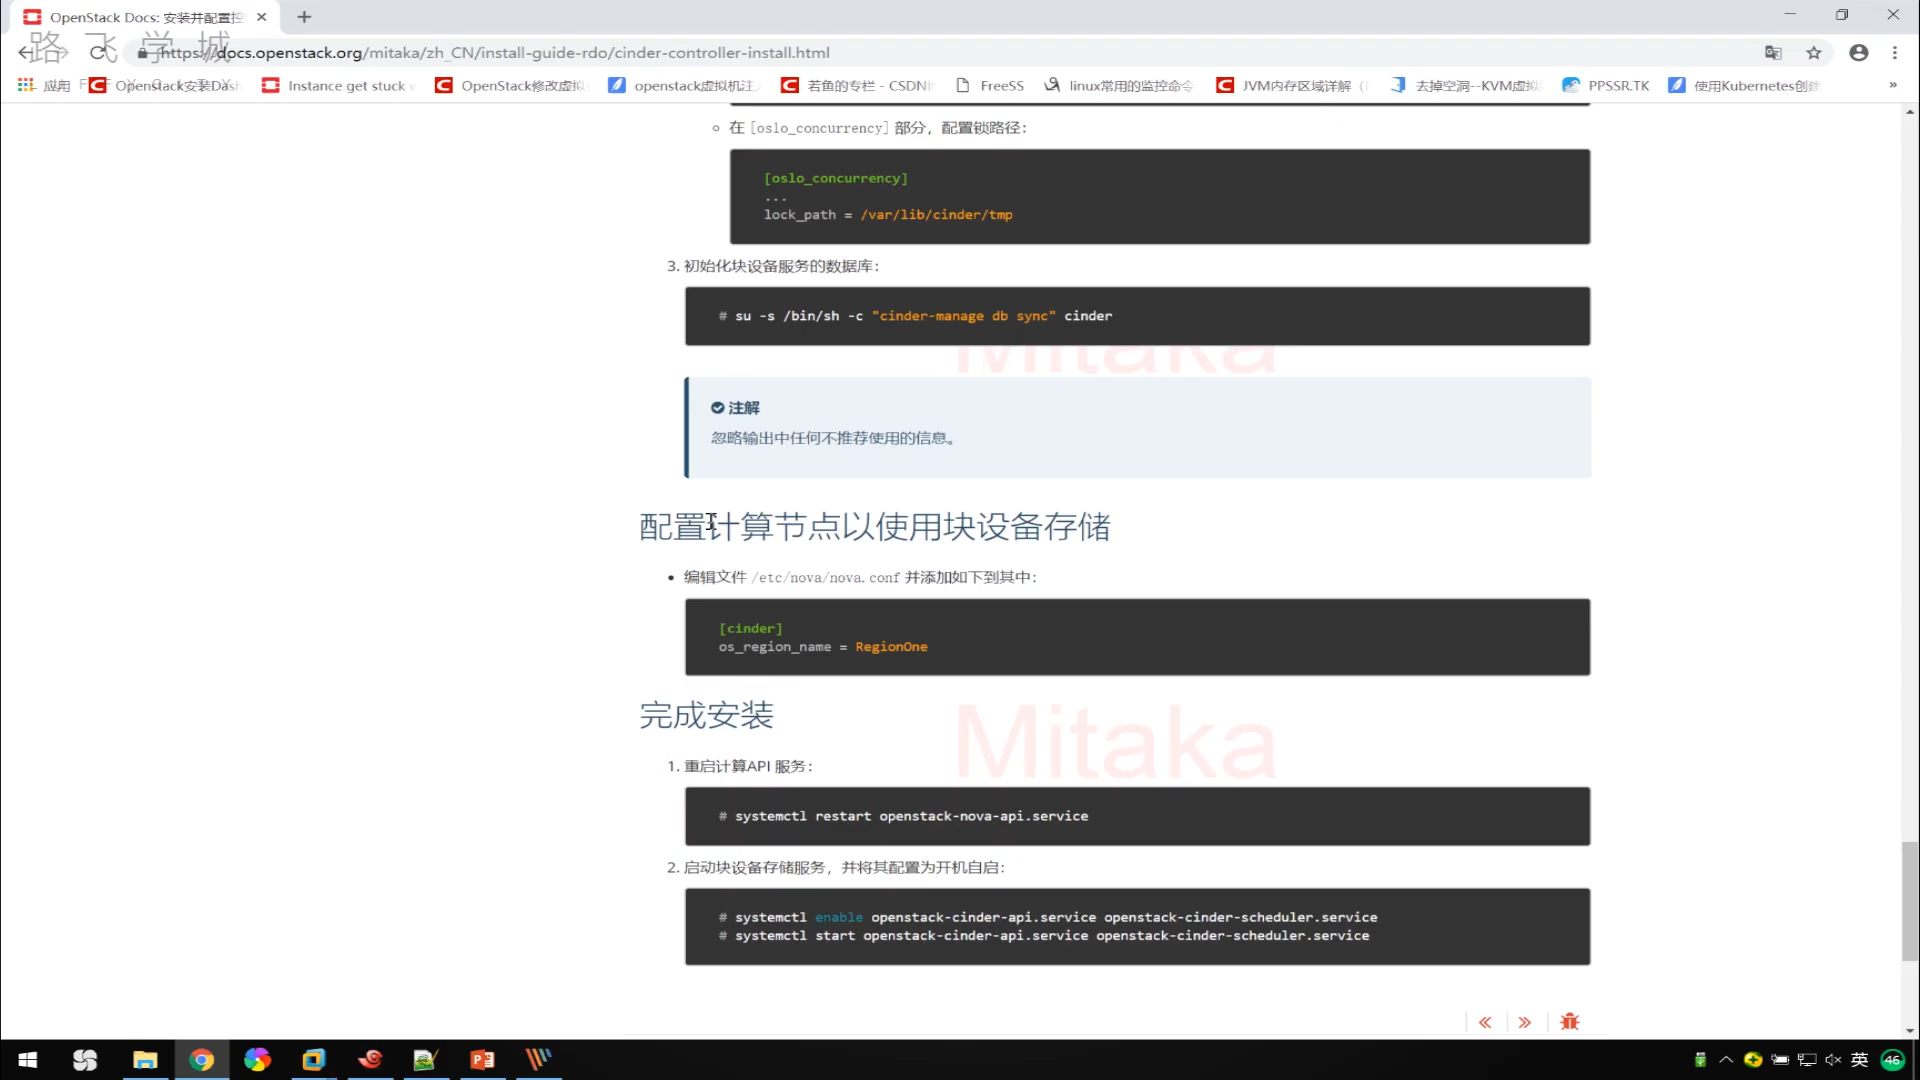 OpenStack Docs: 安装并配置控
路飞学城
https://docs.openstack.org/mitaka/zh_CN/install-guide-rdo/cinder-controller-install.html
应用
OpenStack安装Dash
Instance get stuck
OpenStack修改虚拟
openstack虚拟机注
若鱼的专栏 - CSDN
FreeSS
linux常用的监控命令
JVM内存区域详解
去掉空洞--KVM虚拟
PPSSR.TK
使用Kubernetes创建
»
在 [oslo_concurrency] 部分，配置锁路径：
[oslo_concurrency]
...
lock_path = /var/lib/cinder/tmp
3. 初始化块设备服务的数据库：
# su -s /bin/sh -c "cinder-manage db sync" cinder
Mitaka
注解
忽略输出中任何不推荐使用的信息。
配置计算节点以使用块设备存储
编辑文件 /etc/nova/nova.conf 并添加如下到其中：
[cinder]
os_region_name = RegionOne
完成安装
Mitaka
1. 重启计算API 服务：
# systemctl restart openstack-nova-api.service
2. 启动块设备存储服务，并将其配置为开机自启：
# systemctl enable openstack-cinder-api.service openstack-cinder-scheduler.service
# systemctl start openstack-cinder-api.service openstack-cinder-scheduler.service
英
46